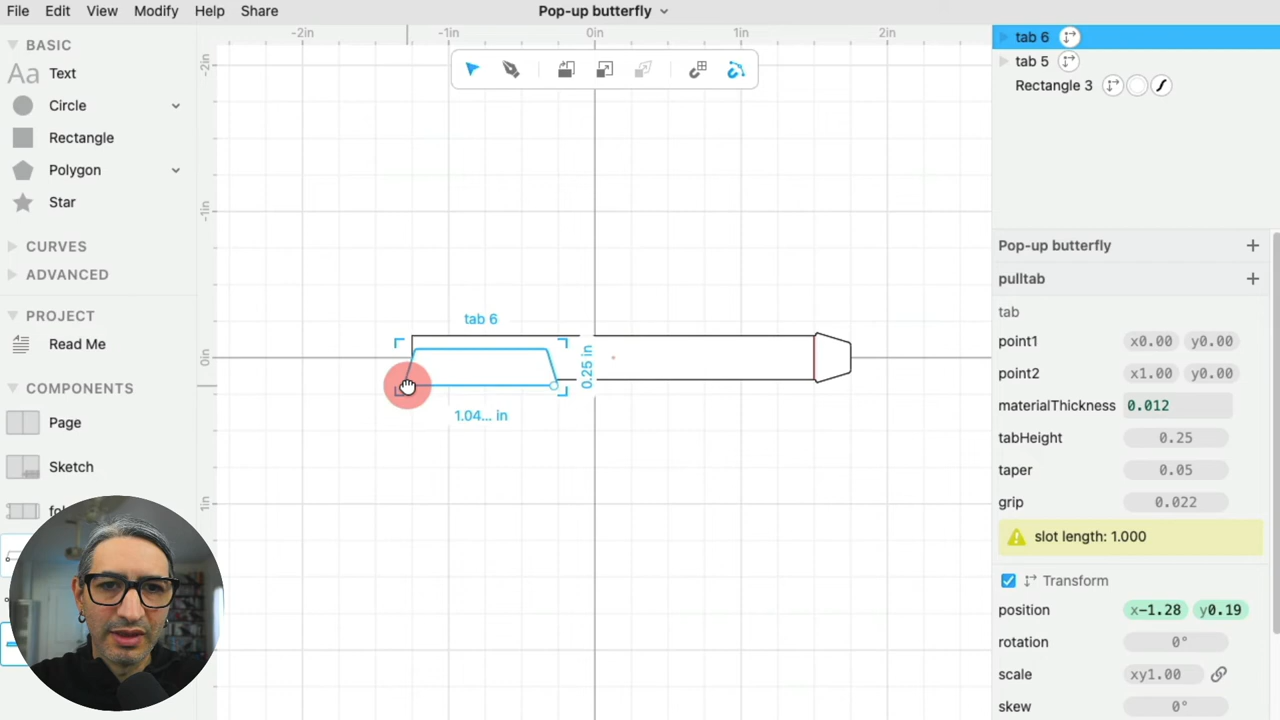 File Edit View Modify Help Share
Pop-up butterfly
BASIC
Text
Circle
Rectangle
Polygon
Star
CURVES
ADVANCED
PROJECT
Read Me
COMPONENTS
Page
Sketch
-2in -1in 0in 1in 2in
-2in
-1in
0in
1in
tab 6
0.25 in
1.04... in
tab 6
tab 5
Rectangle 3
Pop-up butterfly
pulltab
tab
point1 x0.00 y0.00
point2 x1.00 y0.00
materialThickness 0.012
tabHeight 0.25
taper 0.05
grip 0.022
slot length: 1.000
Transform
position x-1.28 y0.19
rotation 0°
scale xy1.00
skew 0°